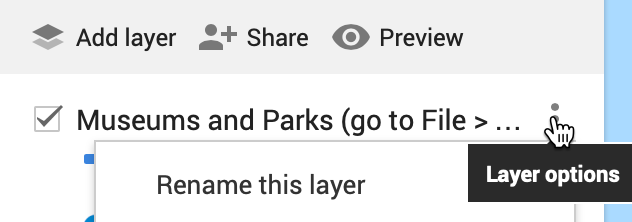 Add layer Share Preview
Museums and Parks (go to File > ...
Layer options
Rename this layer